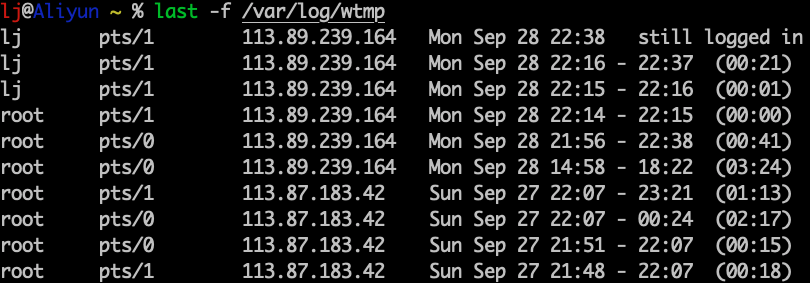 lj@Aliyun ~ % last -f /var/log/wtmp
lj       pts/1        113.89.239.164   Mon Sep 28 22:38   still logged in
lj       pts/1        113.89.239.164   Mon Sep 28 22:16 - 22:37  (00:21)
lj       pts/1        113.89.239.164   Mon Sep 28 22:15 - 22:16  (00:01)
root     pts/1        113.89.239.164   Mon Sep 28 22:14 - 22:15  (00:00)
root     pts/0        113.89.239.164   Mon Sep 28 21:56 - 22:38  (00:41)
root     pts/0        113.89.239.164   Mon Sep 28 14:58 - 18:22  (03:24)
root     pts/1        113.87.183.42    Sun Sep 27 22:07 - 23:21  (01:13)
root     pts/0        113.87.183.42    Sun Sep 27 22:07 - 00:24  (02:17)
root     pts/0        113.87.183.42    Sun Sep 27 21:51 - 22:07  (00:15)
root     pts/1        113.87.183.42    Sun Sep 27 21:48 - 22:07  (00:18)